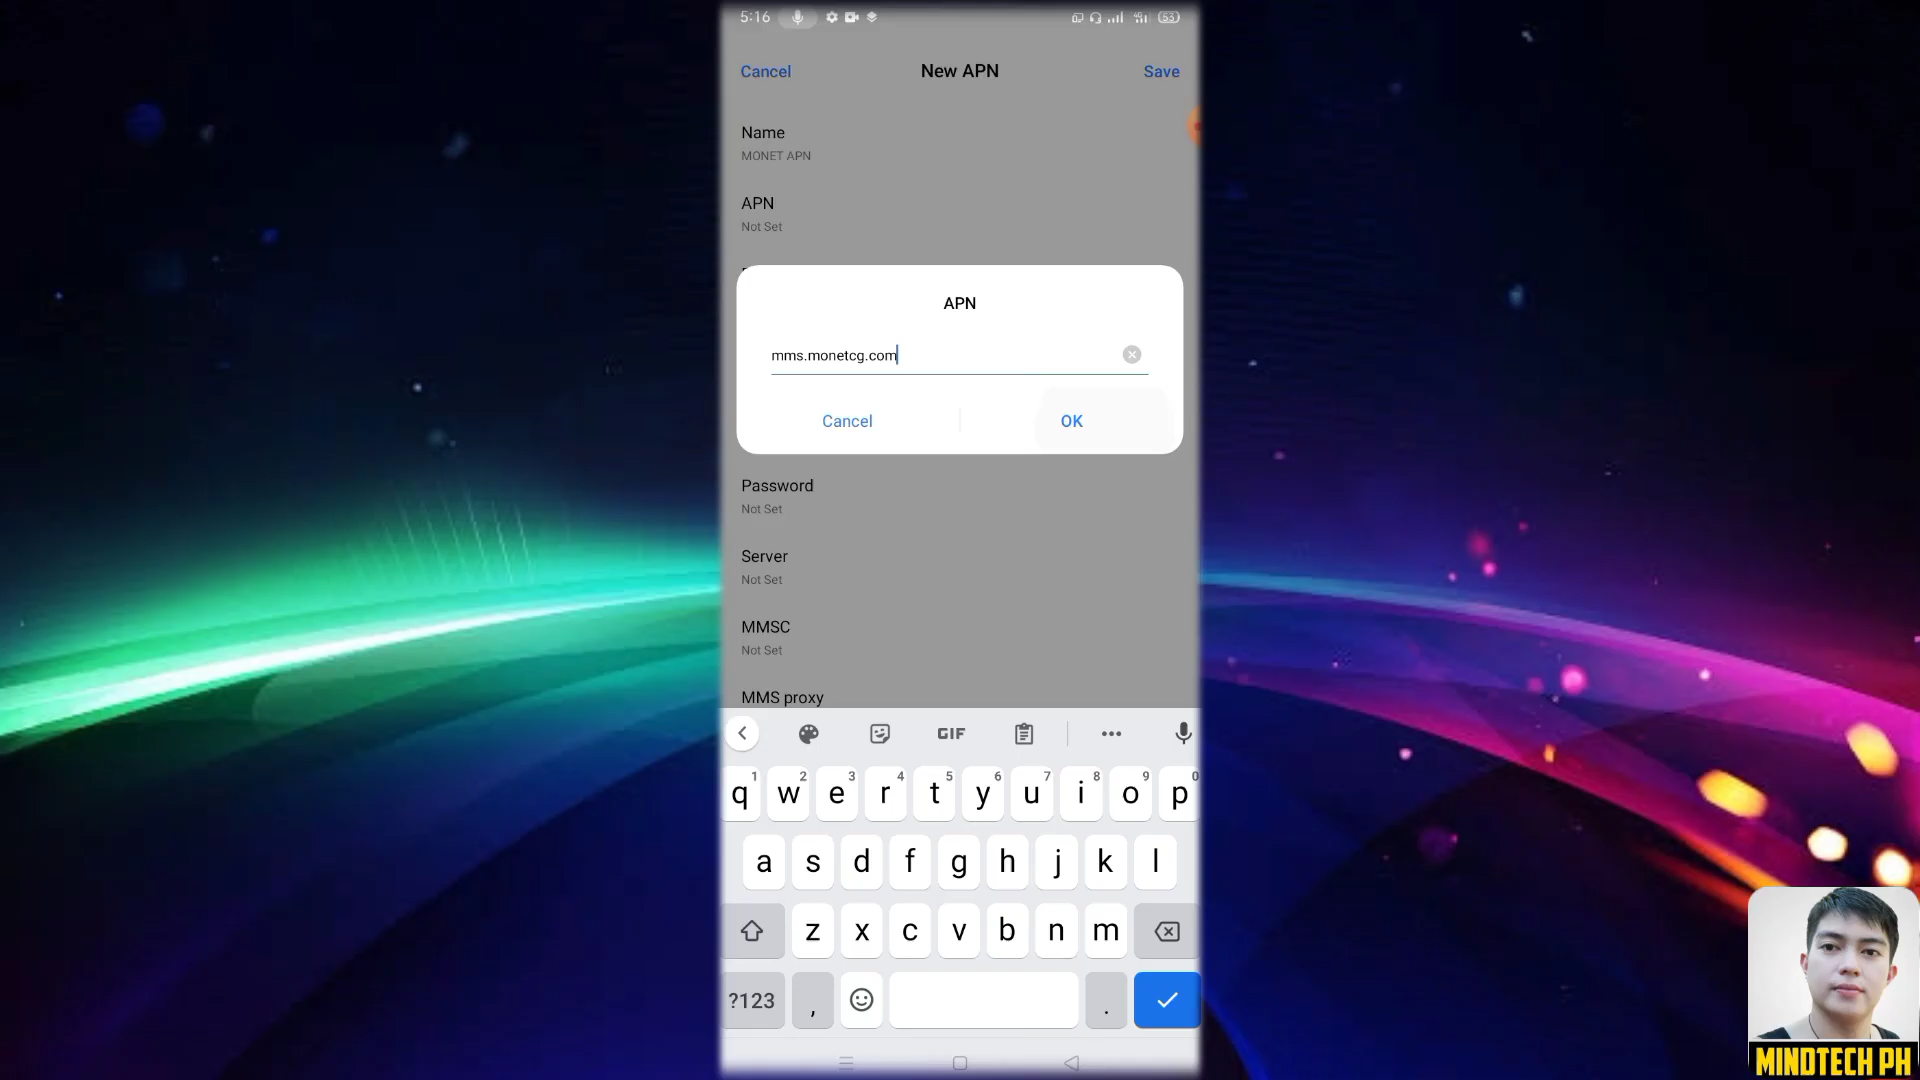 5:16
4G
53
Cancel
New APN
Save
Name
MONET APN
APN
Not Set
APN
mms.monetcg.com
Cancel
OK
Password
Not Set
Server
Not Set
MMSC
Not Set
MMS proxy
GIF
1 2 3 4 5 6 7 8 9 0
q w e r t y u i o p
a s d f g h j k l
z x c v b n m
?123 , .
MINDTECH PH